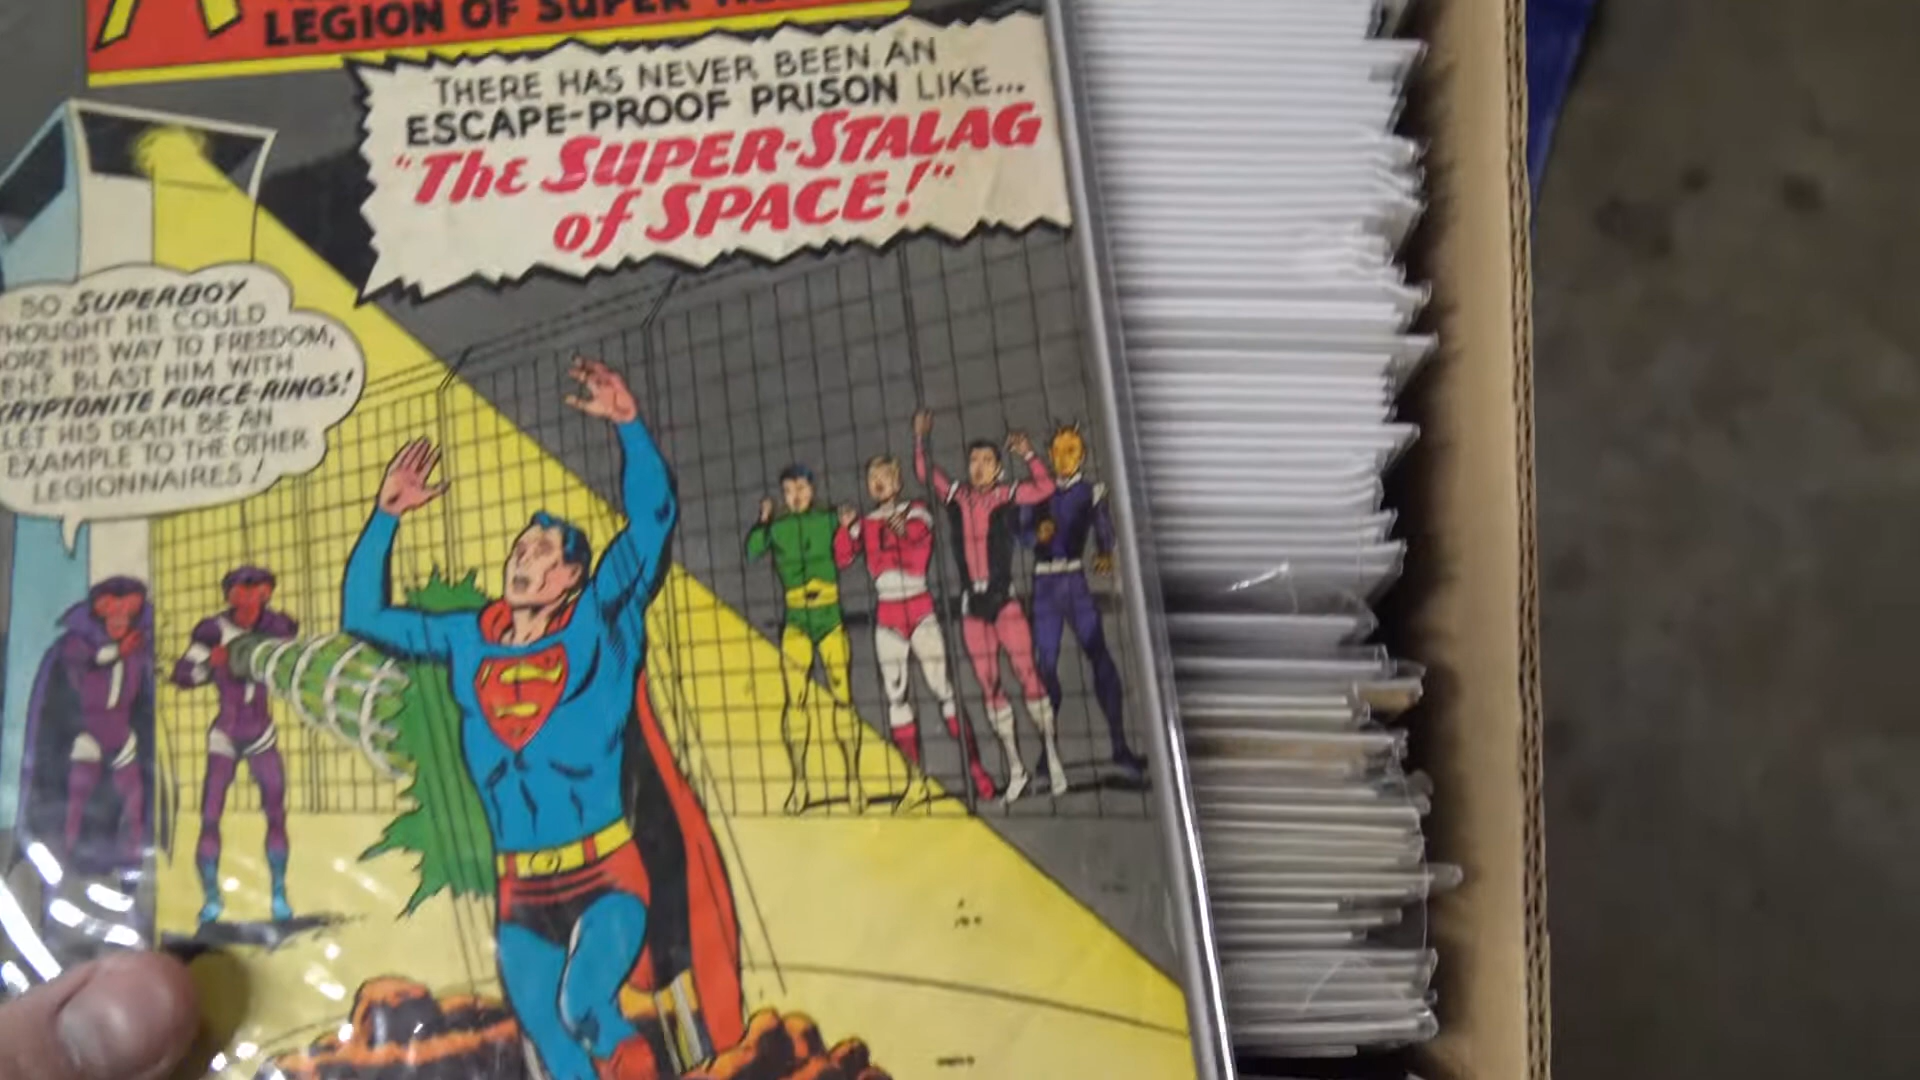 LEGION OF SUPER
THERE HAS NEVER BEEN AN
ESCAPE-PROOF PRISON LIKE...
"The SUPER-STALAG
of SPACE!"
SO SUPERBOY
THOUGHT HE COULD
BORE HIS WAY TO FREEDOM,
EH? BLAST HIM WITH
KRYPTONITE FORCE-RINGS!
LET HIS DEATH BE AN
EXAMPLE TO THE OTHER
LEGIONNAIRES!